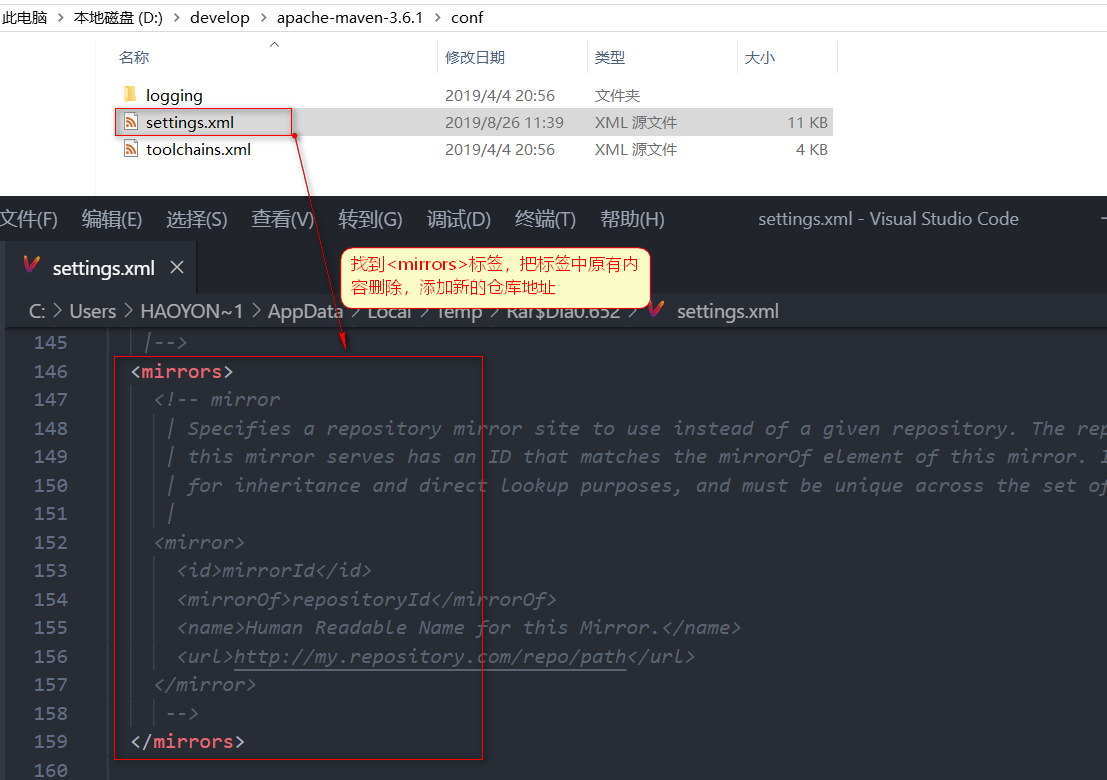 此电脑 > 本地磁盘 (D:) > develop > apache-maven-3.6.1 > conf
名称 修改日期 类型 大小
logging 2019/4/4 20:56 文件夹
settings.xml 2019/8/26 11:39 XML 源文件 11 KB
toolchains.xml 2019/4/4 20:56 XML 源文件 4 KB
文件(F) 编辑(E) 选择(S) 查看(V) 转到(G) 调试(D) 终端(T) 帮助(H) settings.xml - Visual Studio Code
settings.xml ×
找到<mirrors>标签，把标签中原有内
容删除，添加新的仓库地址
C: > Users > HAOYON~1 > AppData > Local > Temp > Rar$DIa0.652 > settings.xml
145 |-->
146 <mirrors>
147 <!-- mirror
148 | Specifies a repository mirror site to use instead of a given repository. The rep
149 | this mirror serves has an ID that matches the mirrorOf element of this mirror. I
150 | for inheritance and direct lookup purposes, and must be unique across the set of
151 |
152 <mirror>
153 <id>mirrorId</id>
154 <mirrorOf>repositoryId</mirrorOf>
155 <name>Human Readable Name for this Mirror.</name>
156 <url>http://my.repository.com/repo/path</url>
157 </mirror>
158 -->
159 </mirrors>
160